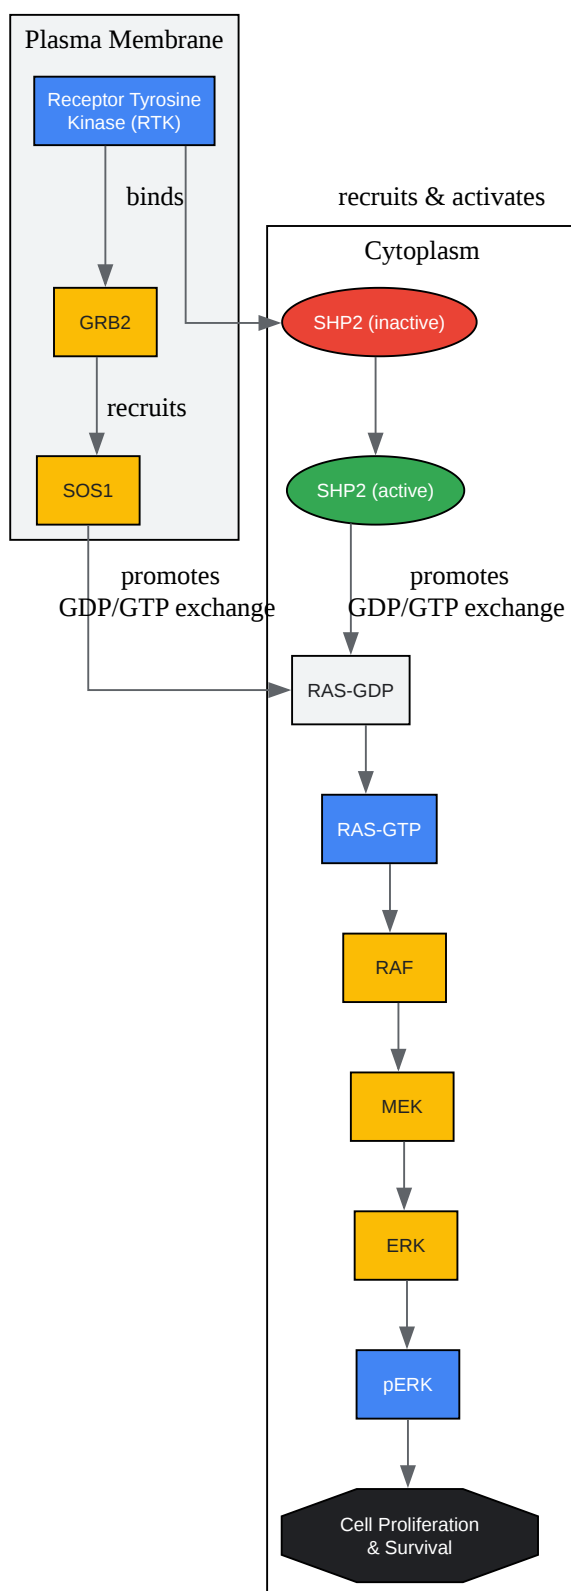 Plasma Membrane
Receptor Tyrosine
Kinase (RTK)
binds
recruits & activates
Cytoplasm
GRB2
SHP2 (inactive)
recruits
SOS1
SHP2 (active)
promotes
GDP/GTP exchange
promotes
GDP/GTP exchange
RAS-GDP
RAS-GTP
RAF
MEK
ERK
pERK
Cell Proliferation
& Survival